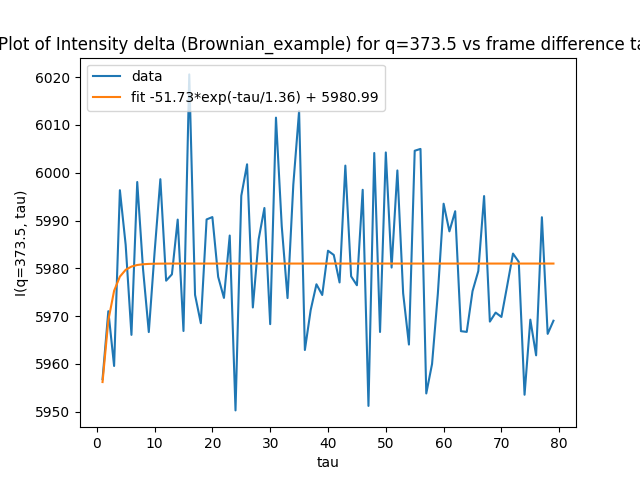 Plot of Intensity delta (Brownian_example) for q=373.5 vs frame difference ta
data
fit -51.73*exp(-tau/1.36) + 5980.99
I(q=373.5, tau)
6020
6010
6000
5990
5980
5970
5960
5950
0 10 20 30 40 50 60 70 80
tau